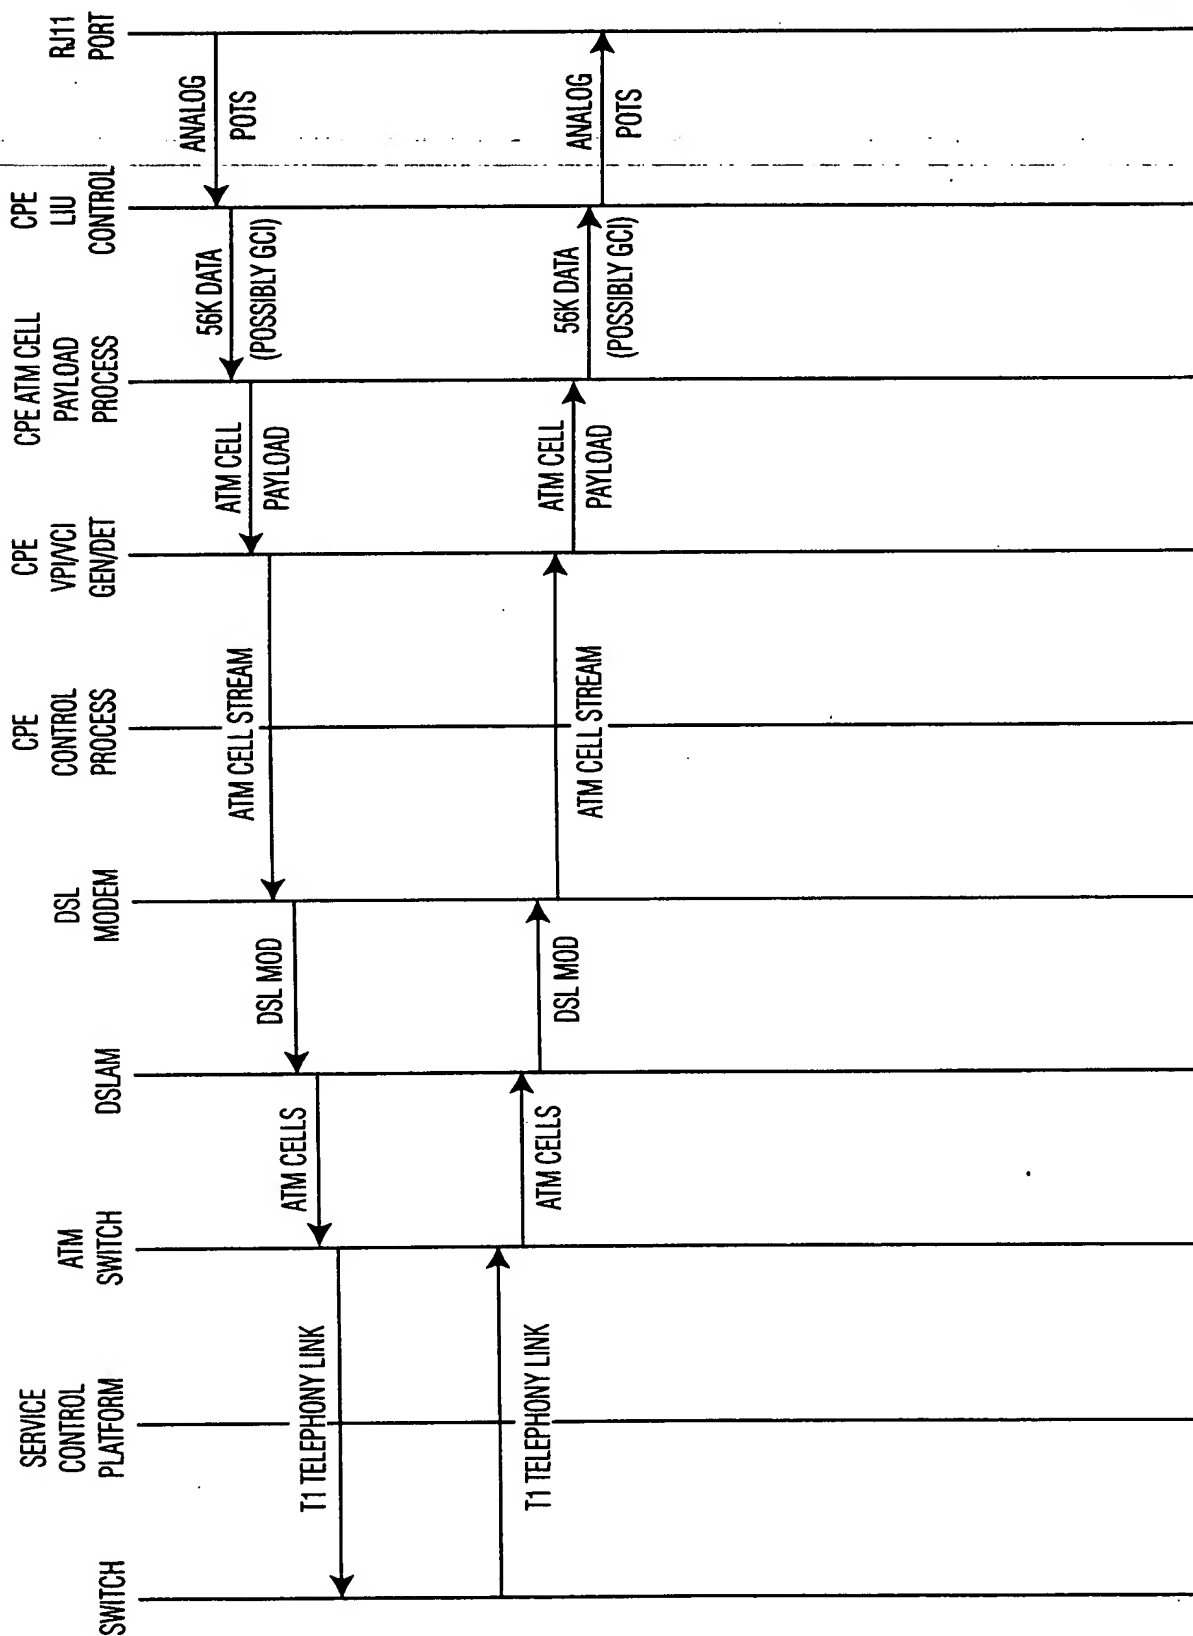 SWITCH
SERVICE
CONTROL
PLATFORM
ATM
SWITCH
DSLAM
DSL
MODEM
CPE
CONTROL
PROCESS
CPE
VPI/VCI
GEN/DET
CPE ATM CELL
PAYLOAD
PROCESS
CPE
LIU
CONTROL
RJ11
PORT
ANALOG
POTS
56K DATA
(POSSIBLY GCI)
ATM CELL
PAYLOAD
ATM CELL STREAM
DSL MOD
ATM CELLS
T1 TELEPHONY LINK
T1 TELEPHONY LINK
ATM CELLS
DSL MOD
ATM CELL STREAM
ATM CELL
PAYLOAD
56K DATA
(POSSIBLY GCI)
ANALOG
POTS